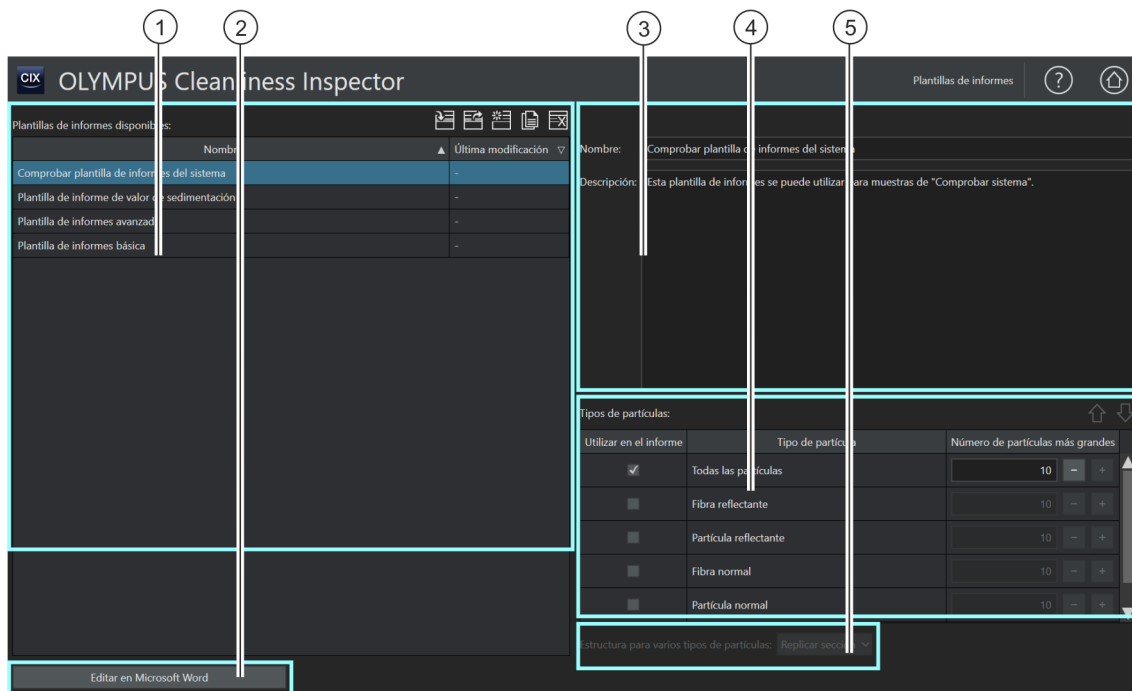 1 2 3 4 5
CIX OLYMPUS Cleanliness Inspector Plantillas de informes ?
Plantillas de informes disponibles:
Nombre Última modificación
Comprobar plantilla de informes del sistema -
Plantilla de informe de valor de sedimentación -
Plantilla de informes avanzada -
Plantilla de informes básica -
Nombre: Comprobar plantilla de informes del sistema
Descripción: Esta plantilla de informes se puede utilizar para muestras de "Comprobar sistema".
Tipos de partículas:
Utilizar en el informe Tipo de partícula Número de partículas más grandes
Todas las partículas 10 - +
Fibra reflectante 10 - +
Partícula reflectante 10 - +
Fibra normal 10 - +
Partícula normal 10 - +
Estructura para varios tipos de partículas: Replicar sección
Editar en Microsoft Word